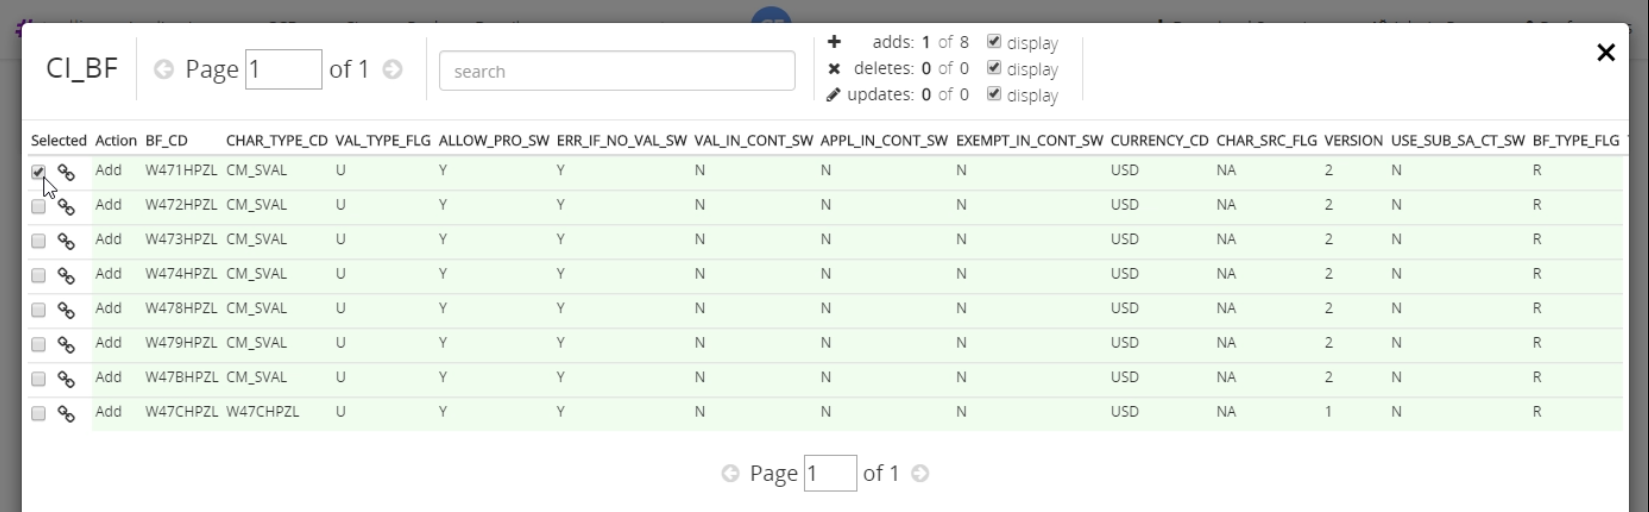 CI_BF
Page 1 of 1
search
adds: 1 of 8 display
deletes: 0 of 0 display
updates: 0 of 0 display
Selected Action BF_CD CHAR_TYPE_CD VAL_TYPE_FLG ALLOW_PRO_SW ERR_IF_NO_VAL_SW VAL_IN_CONT_SW APPL_IN_CONT_SW EXEMPT_IN_CONT_SW CURRENCY_CD CHAR_SRC_FLG VERSION USE_SUB_SA_CT_SW BF_TYPE_FLG
Add W471HPZL CM_SVAL U Y Y N N N USD NA 2 N R
Add W472HPZL CM_SVAL U Y Y N N N USD NA 2 N R
Add W473HPZL CM_SVAL U Y Y N N N USD NA 2 N R
Add W474HPZL CM_SVAL U Y Y N N N USD NA 2 N R
Add W478HPZL CM_SVAL U Y Y N N N USD NA 2 N R
Add W479HPZL CM_SVAL U Y Y N N N USD NA 2 N R
Add W47BHPZL CM_SVAL U Y Y N N N USD NA 2 N R
Add W47CHPZL W47CHPZL U Y Y N N N USD NA 1 N R
Page 1 of 1